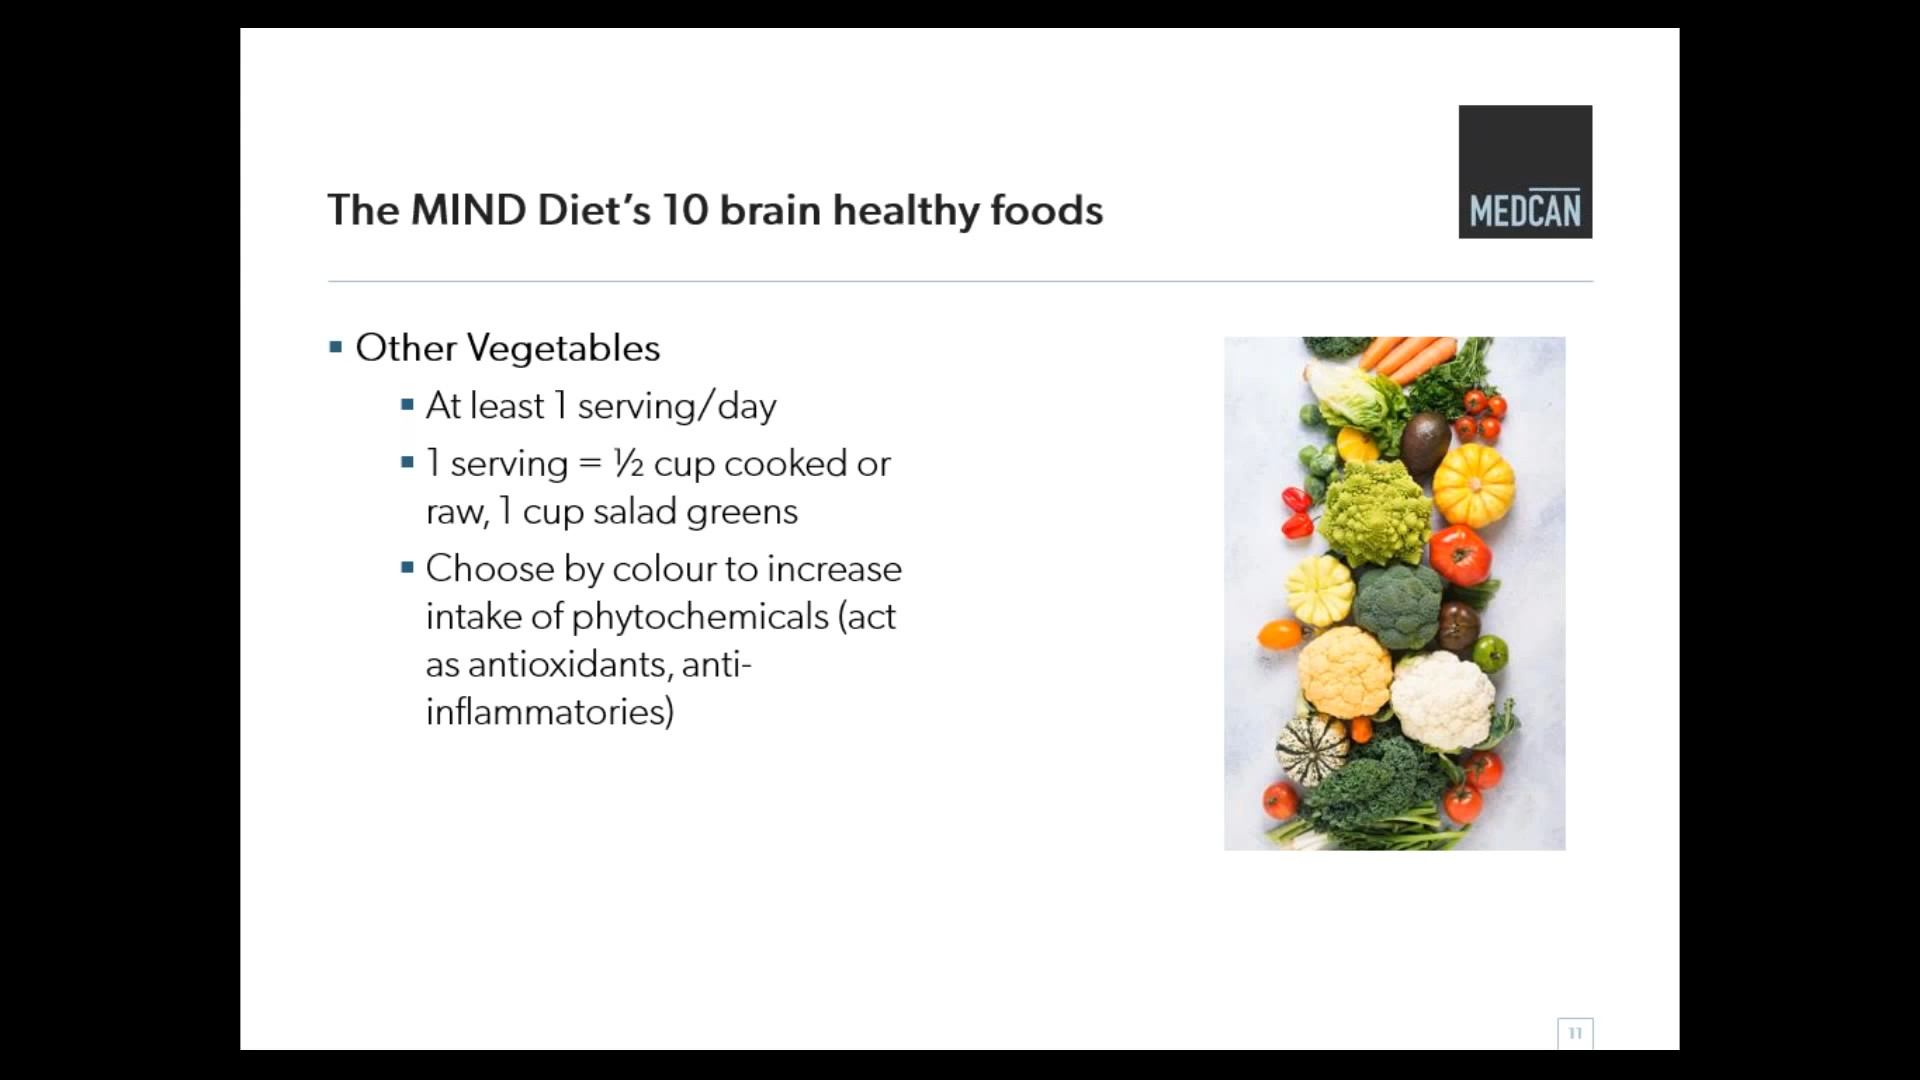 MEDCAN
The MIND Diet’s 10 brain healthy foods
▪ Other Vegetables
▪ At least 1 serving/day
▪ 1 serving = ½ cup cooked or
raw, 1 cup salad greens
▪ Choose by colour to increase
intake of phytochemicals (act
as antioxidants, anti-
inflammatories)
11